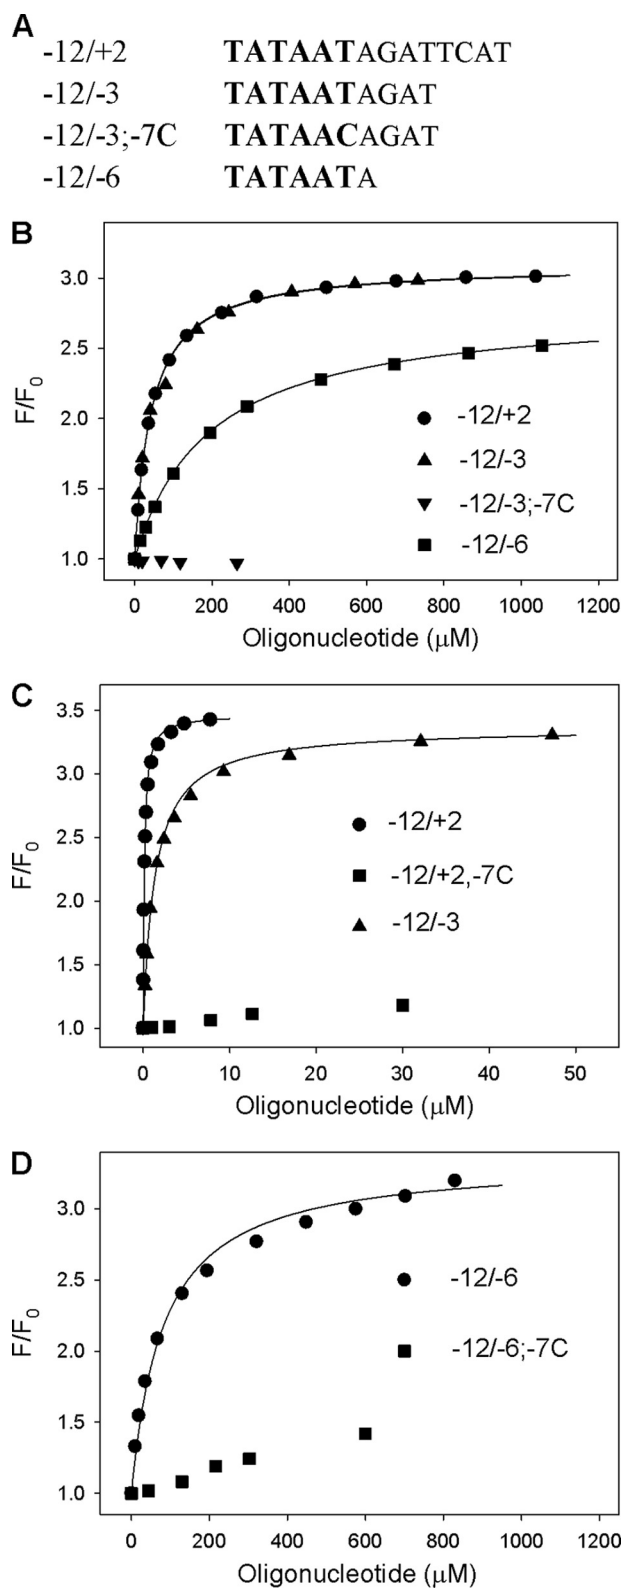 A
-12/+2 TATAATAGATTCAT
-12/-3 TATAATAGAT
-12/-3;-7C TATAACAGAT
-12/-6 TATAATA
B
3.0
2.5
2.0
1.5
1.0
F/F0
-12/+2
-12/-3
-12/-3;-7C
-12/-6
0 200 400 600 800 1000 1200
Oligonucleotide (μM)
C
3.5
3.0
2.5
2.0
1.5
1.0
F/F0
-12/+2
-12/+2,-7C
-12/-3
0 10 20 30 40 50
Oligonucleotide (μM)
D
3.0
2.5
2.0
1.5
1.0
F/F0
-12/-6
-12/-6;-7C
0 200 400 600 800 1000 1200
Oligonucleotide (μM)